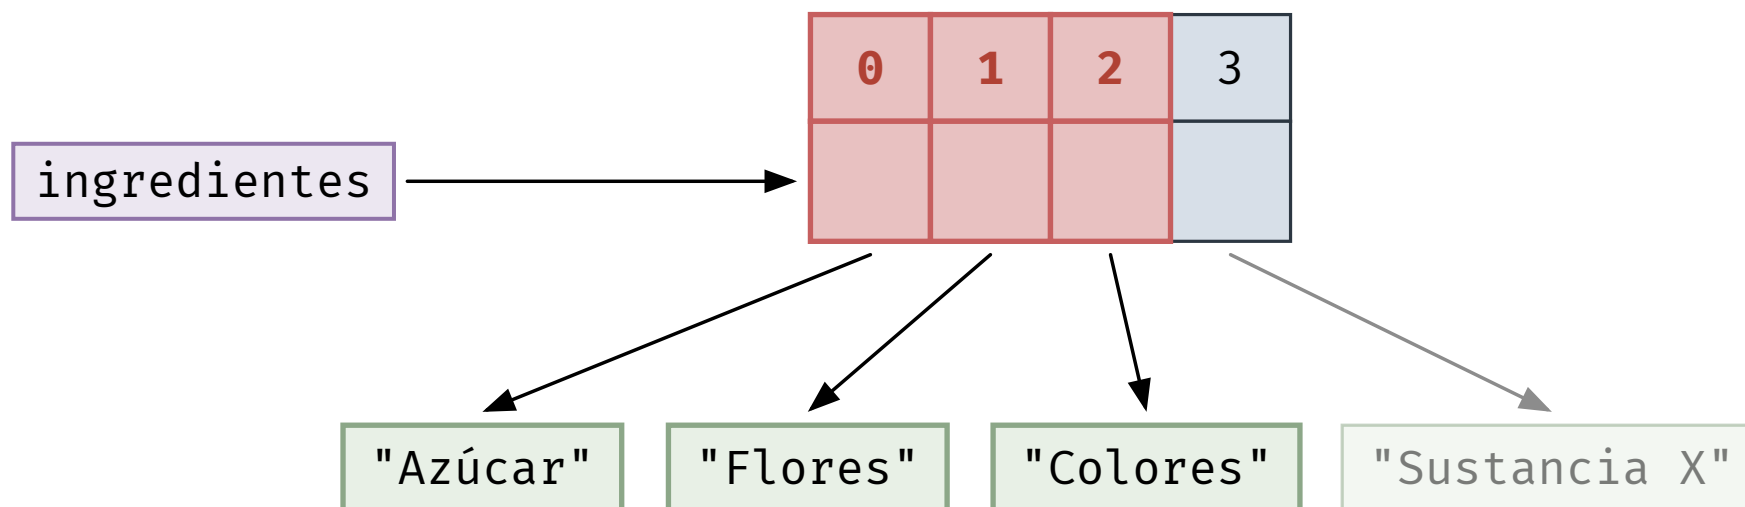 0 1 2 3
ingredientes
"Azúcar" "Flores" "Colores" "Sustancia X"